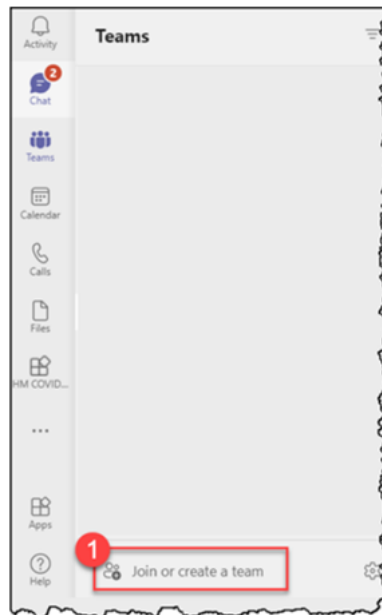 Activity
Teams
2
Chat
Teams
Calendar
Calls
Files
HM COVID...
...
Apps
1
Join or create a team
Help